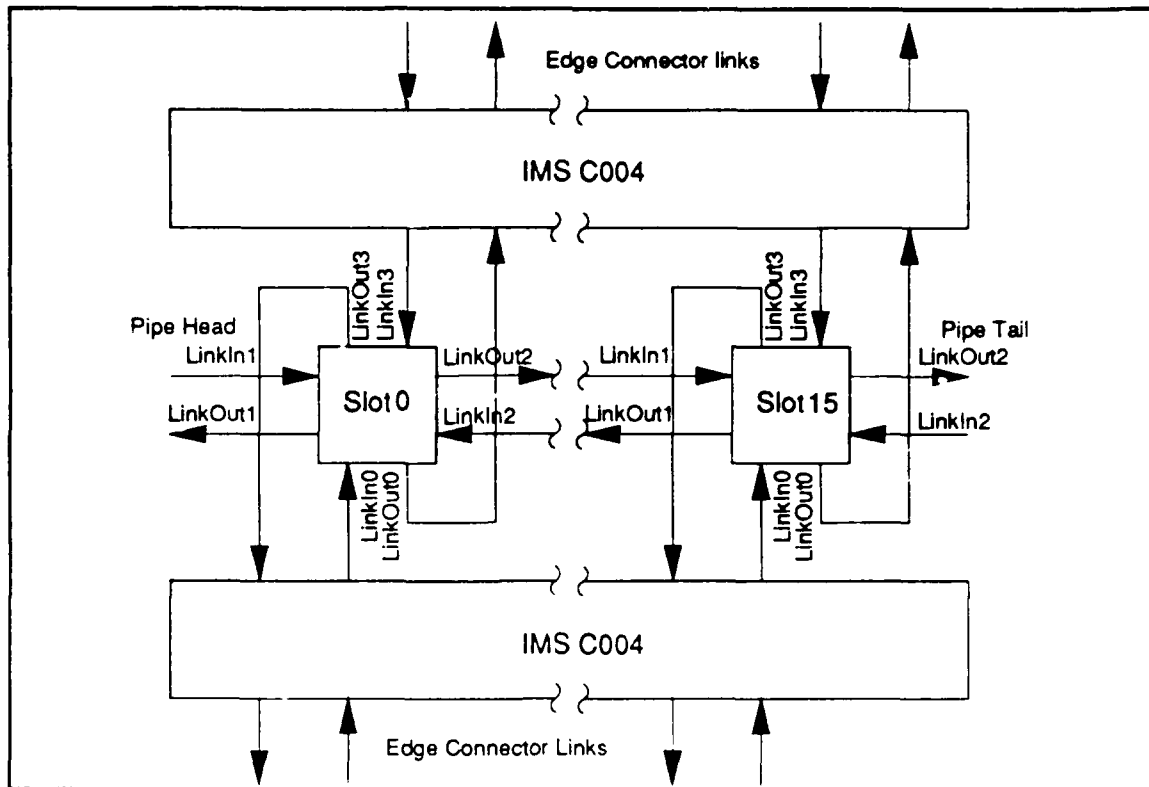 Edge Connector links
IMS C004
LinkOut3
LinkIn3
LinkOut3
LinkIn3
Pipe Head
Pipe Tail
LinkIn1
LinkOut2
LinkIn1
LinkOut2
Slot 0
Slot 15
LinkOut1
LinkIn2
LinkOut1
LinkIn2
LinkIn0
LinkOut0
LinkIn0
LinkOut0
IMS C004
Edge Connector Links